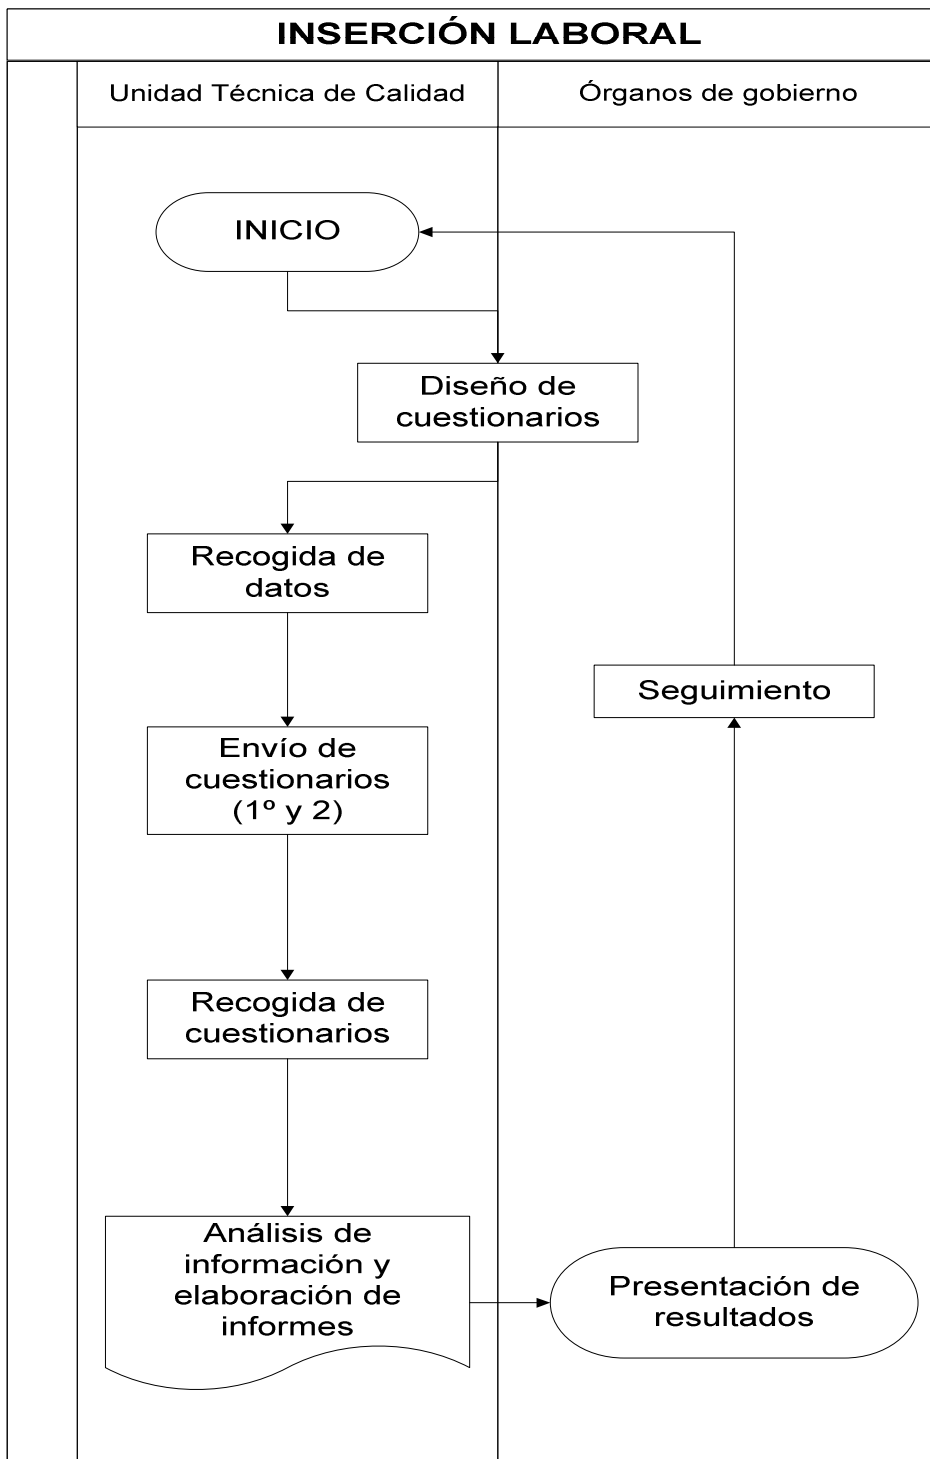 INSERCIÓN LABORAL
Unidad Técnica de Calidad
Órganos de gobierno
INICIO
Diseño de
cuestionarios
Recogida de
datos
Seguimiento
Envío de
cuestionarios
(1º y 2)
Recogida de
cuestionarios
Análisis de
información y
elaboración de
informes
Presentación de
resultados